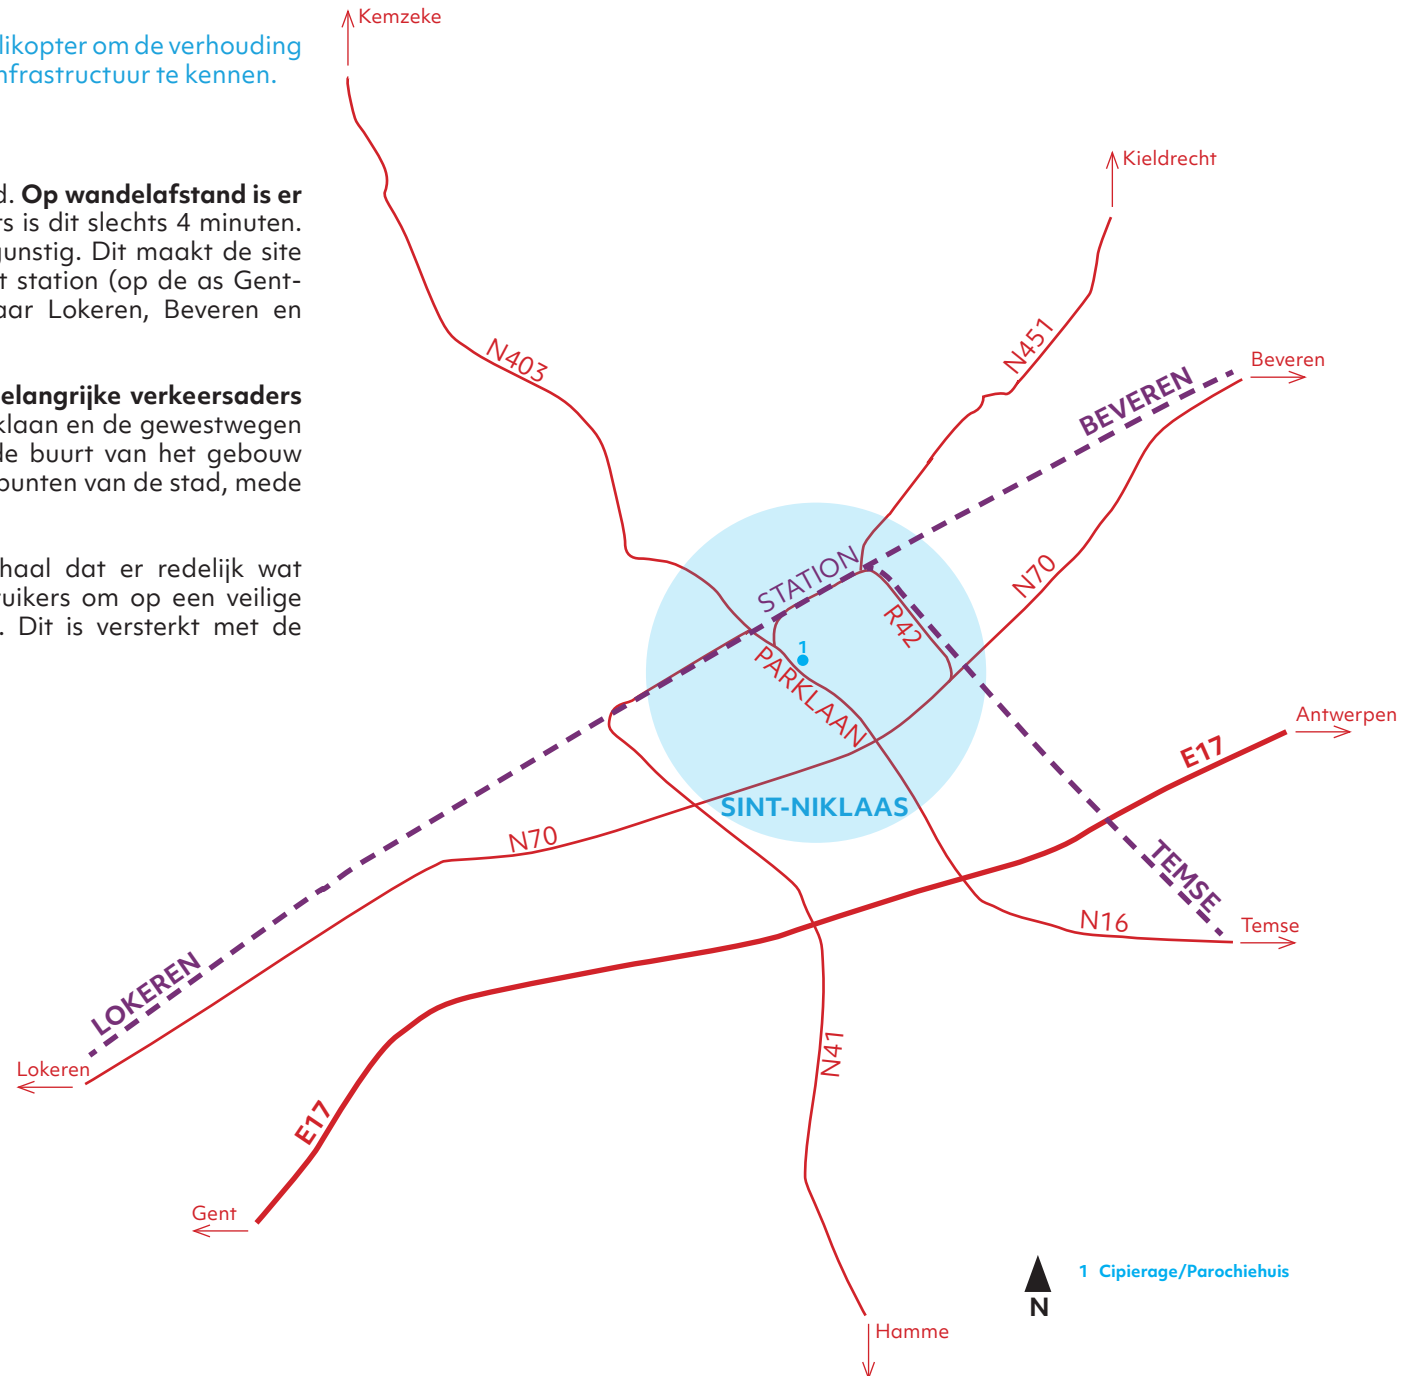 likopter om de verhouding
nfrastructuur te kennen.
d. Op wandelafstand is er
ts is dit slechts 4 minuten.
gunstig. Dit maakt de site
t station (op de as Gent-
aar Lokeren, Beveren en
elangrijke verkeersaders
klaan en de gewestwegen
de buurt van het gebouw
punten van de stad, mede
haal dat er redelijk wat
ruikers om op een veilige
. Dit is versterkt met de
Kemzeke
Kieldrecht
N403
N451
Beveren
BEVEREN
STATION
N70
R42
1
PARKLAAN
Antwerpen
E17
SINT-NIKLAAS
N70
TEMSE
N16
Temse
LOKEREN
Lokeren
N41
E17
Gent
N
1 Cipierage/Parochiehuis
Hamme